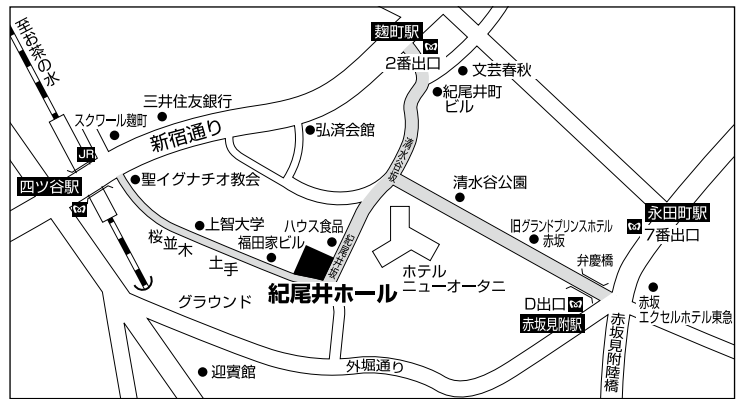 至お茶の水
麹町駅
2番出口
文芸春秋
紀尾井町
ビル
三井住友銀行
スクワール麹町
新宿通り
弘済会館
清水谷坂
JR
四ツ谷駅
聖イグナチオ教会
清水谷公園
上智大学
ハウス食品
福田家ビル
桜並木
土手
紀尾井坂
旧グランドプリンスホテル
赤坂
永田町駅
7番出口
弁慶橋
ホテル
ニューオータニ
グラウンド
紀尾井ホール
D出口
赤坂見附駅
赤坂
エクセルホテル東急
赤坂見附陸橋
外堀通り
迎賓館